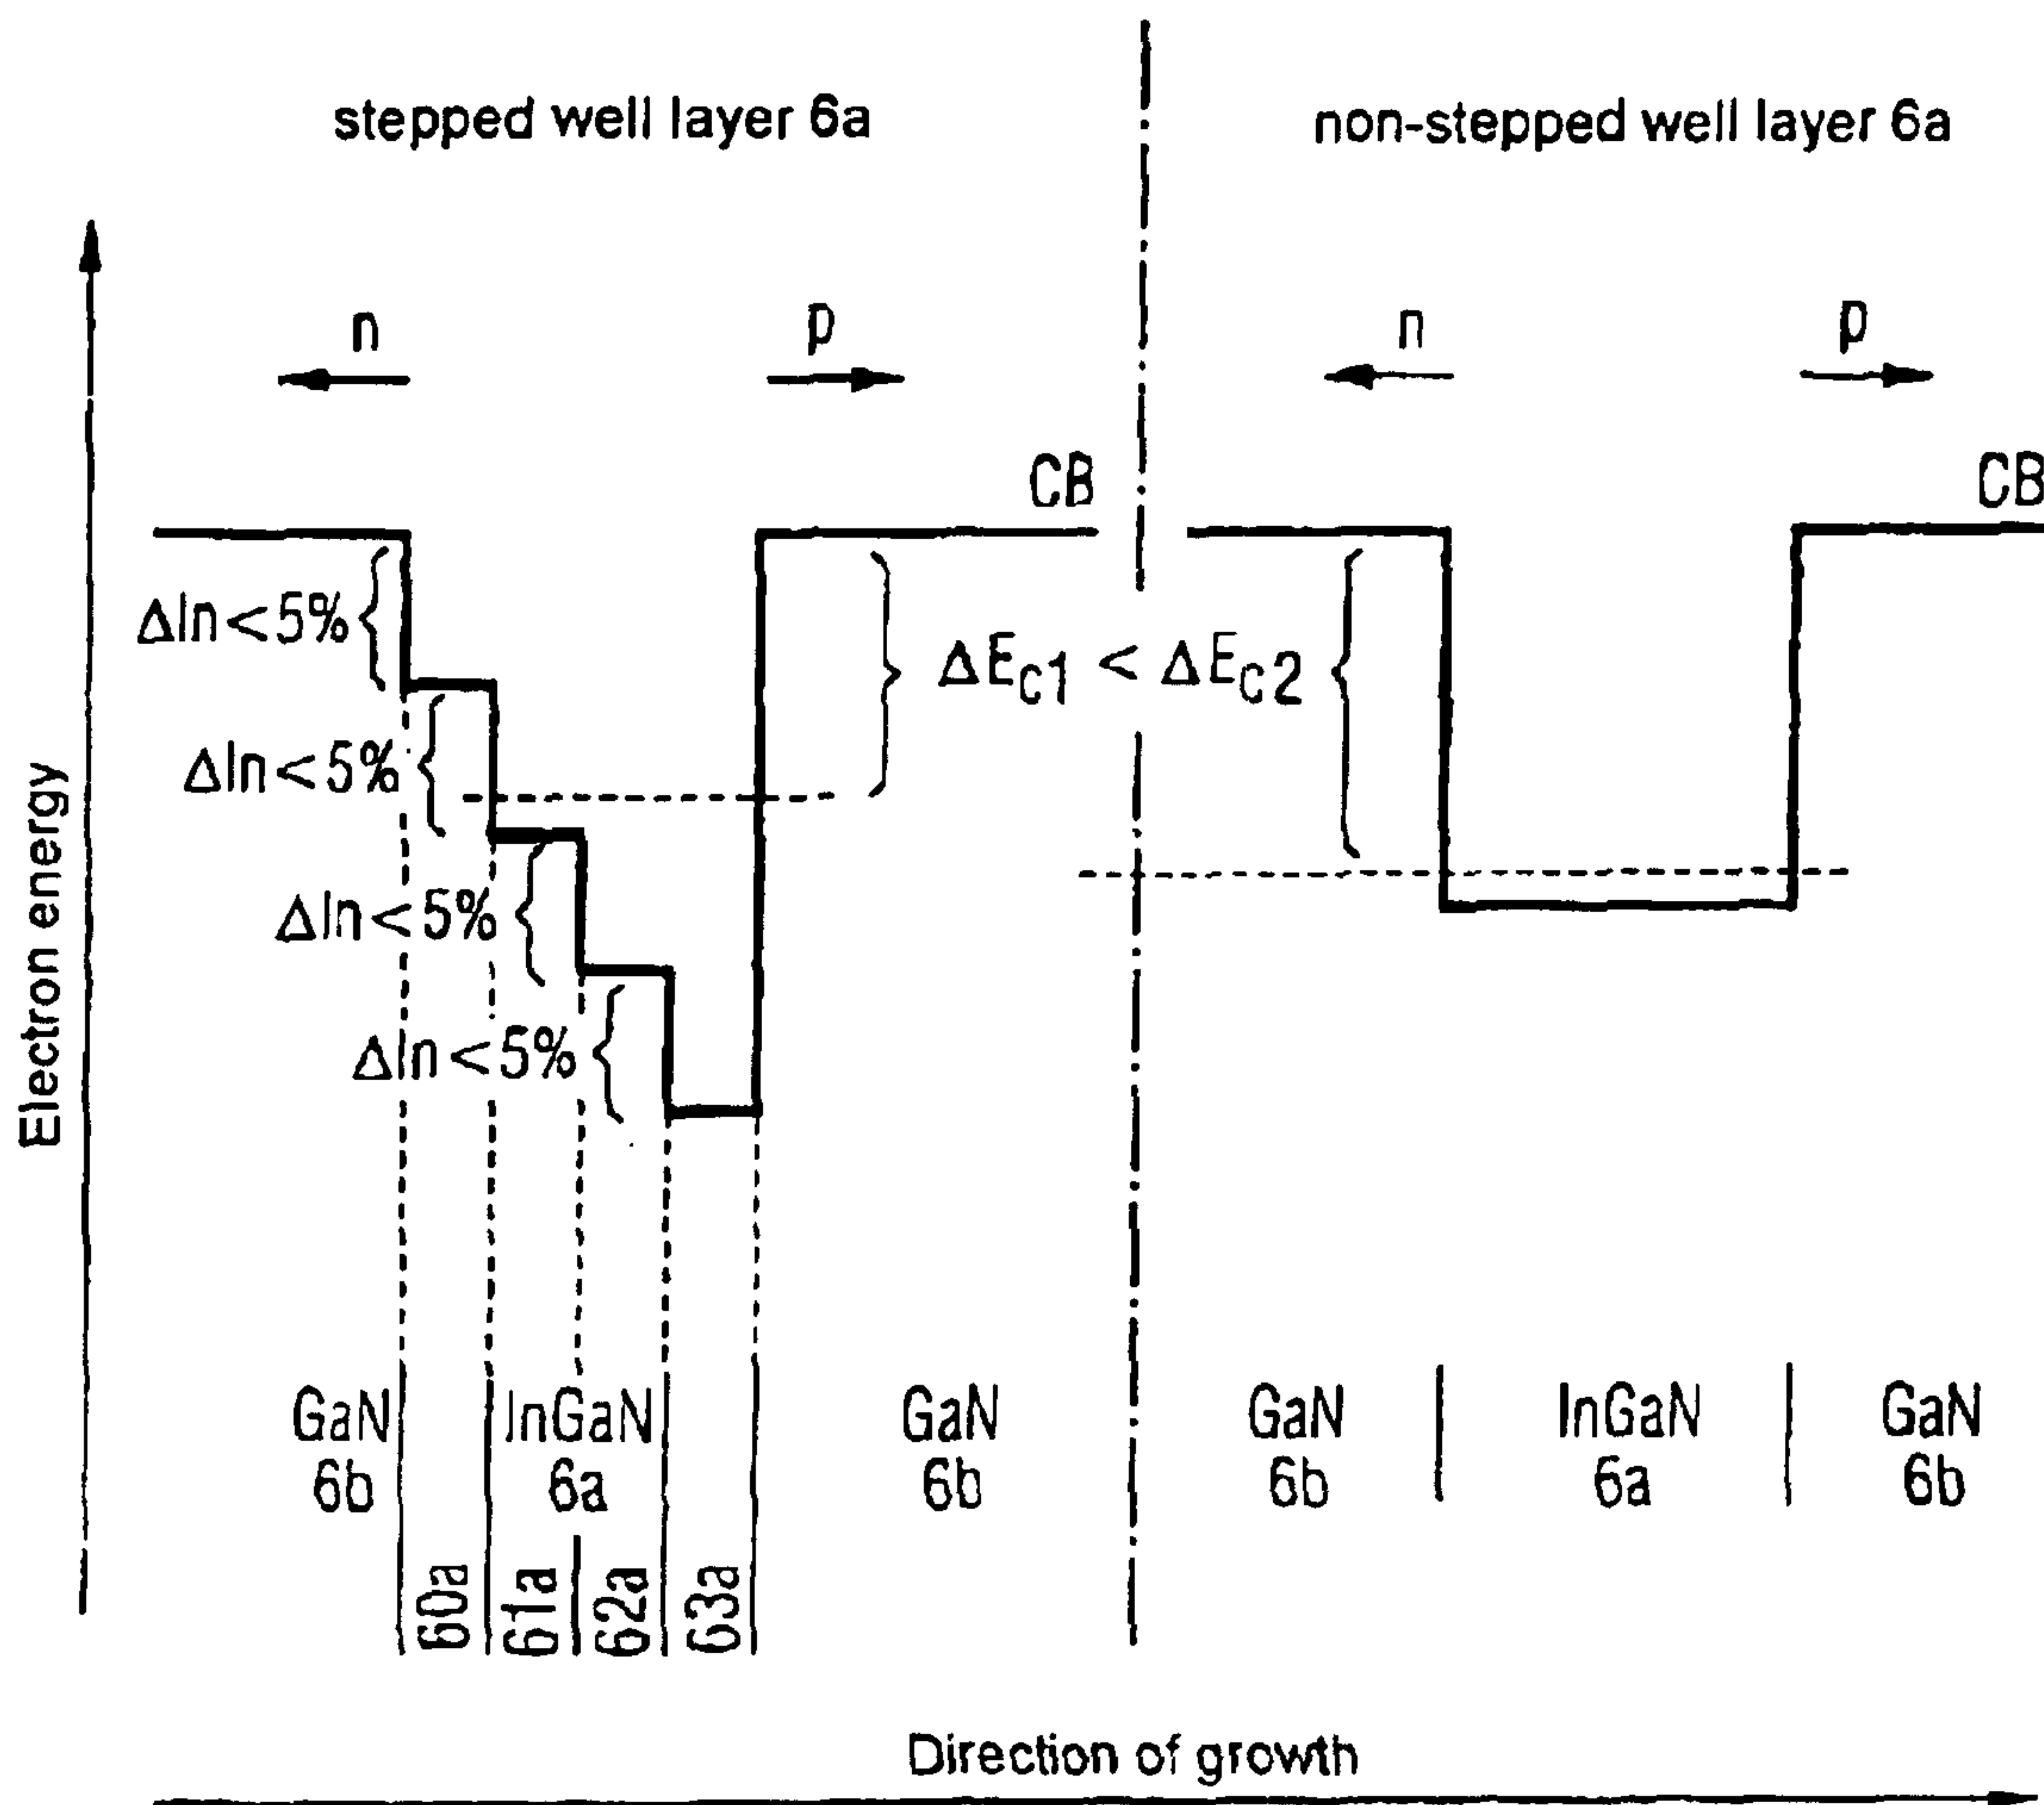 stepped well layer 6a
non-stepped well layer 6a
n
p
n
p
CB
CB
ΔIn<5%
ΔEc1 < ΔEc2
ΔIn<5%
ΔIn<5%
ΔIn<5%
Electron energy
GaN
6b
InGaN
6a
GaN
6b
GaN
6b
InGaN
6a
GaN
6b
60a
61a
62a
63a
Direction of growth